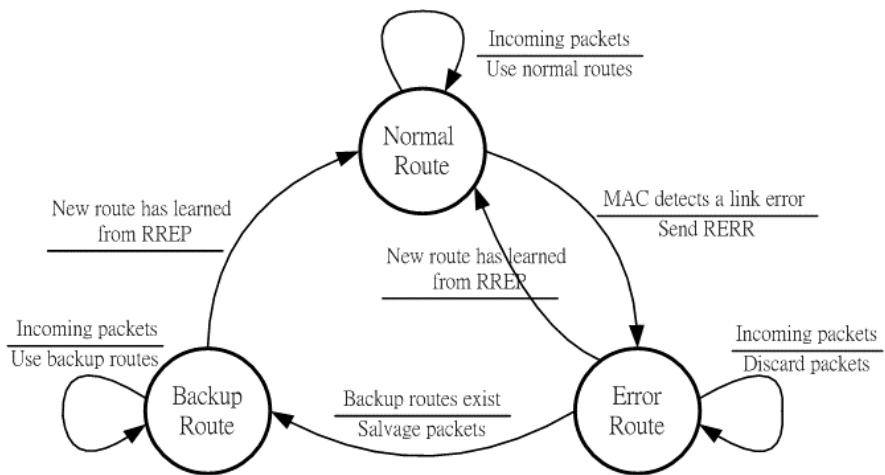 Incoming packets
Use normal routes
Normal
Route
New route has learned
from RREP
MAC detects a link error
Send RERR
New route has learned
from RREP
Incoming packets
Use backup routes
Incoming packets
Discard packets
Backup
Route
Backup routes exist
Salvage packets
Error
Route